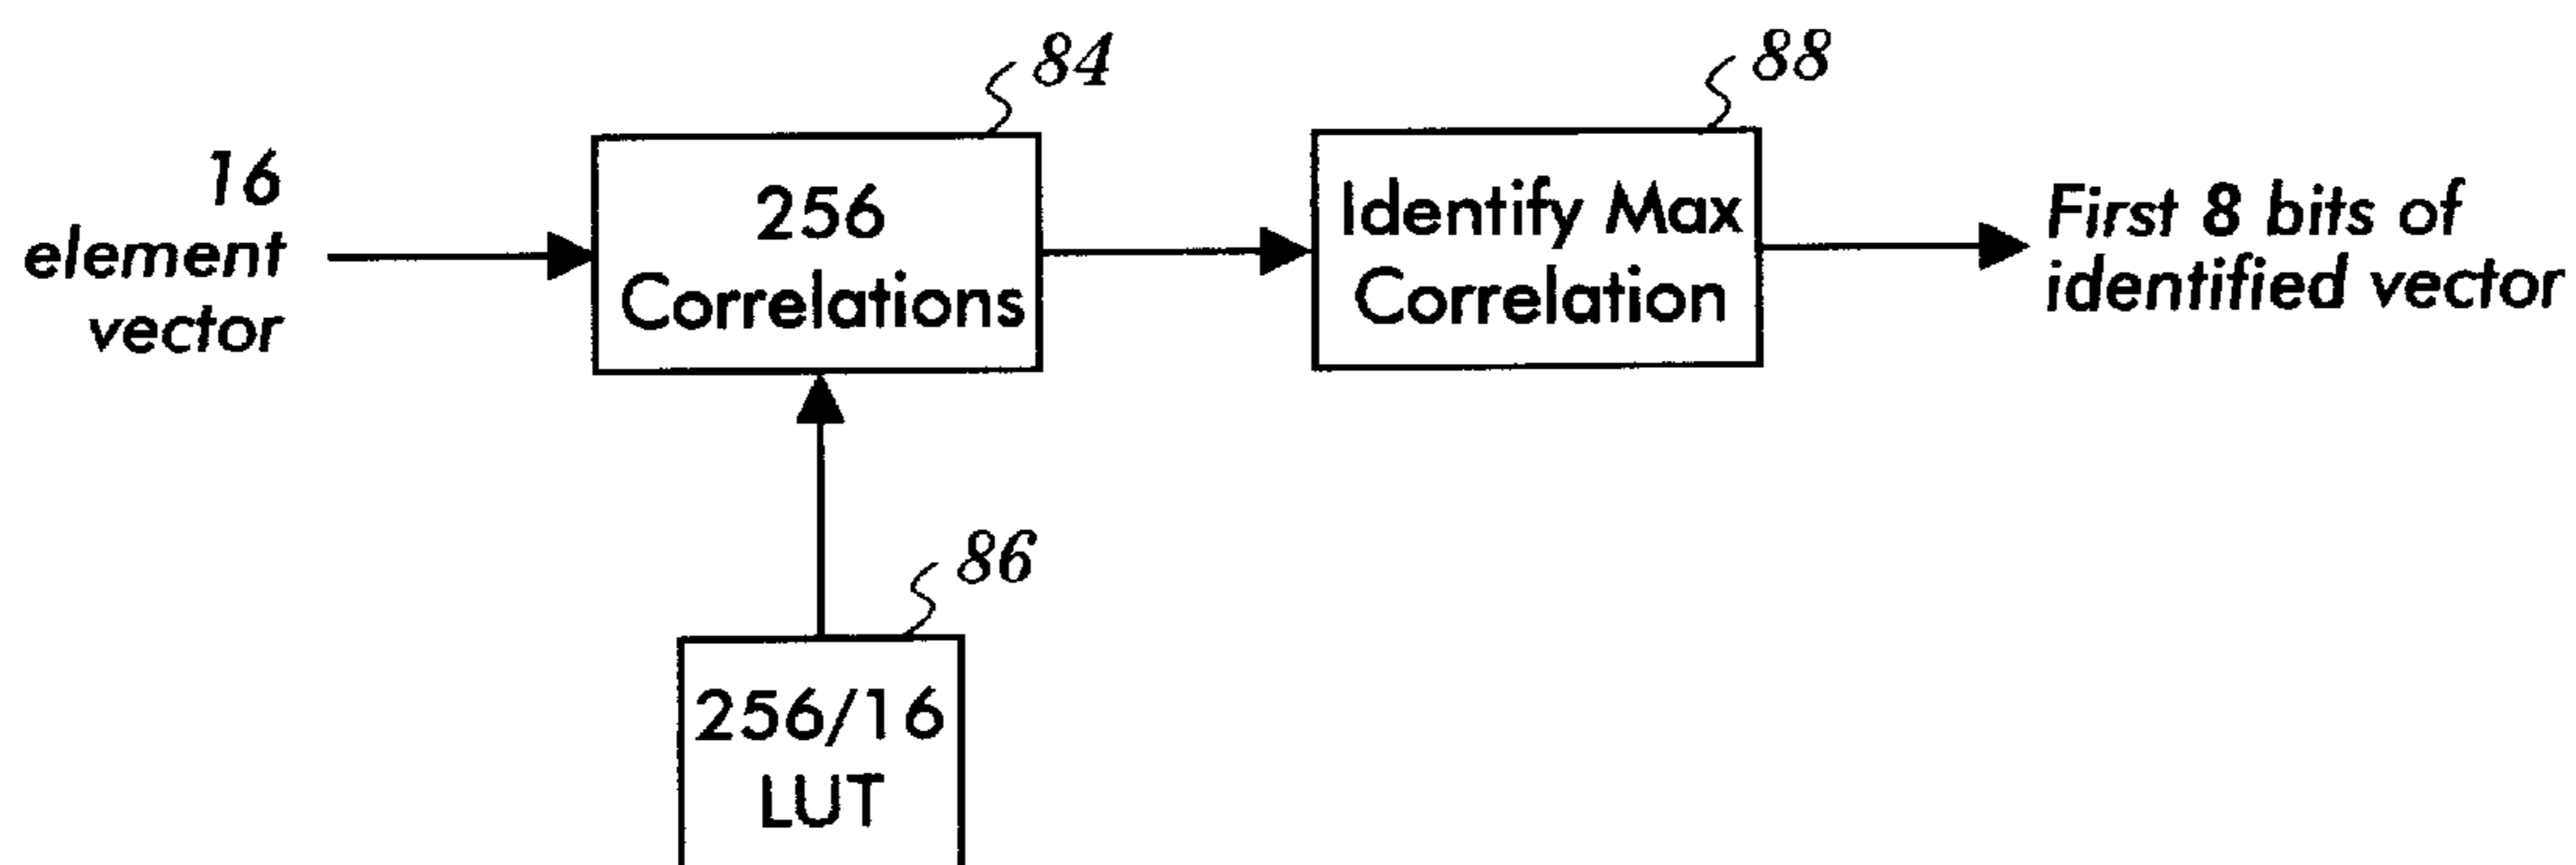 84
88
16
element
vector
256
Correlations
Identify Max
Correlation
First 8 bits of
identified vector
86
256/16
LUT